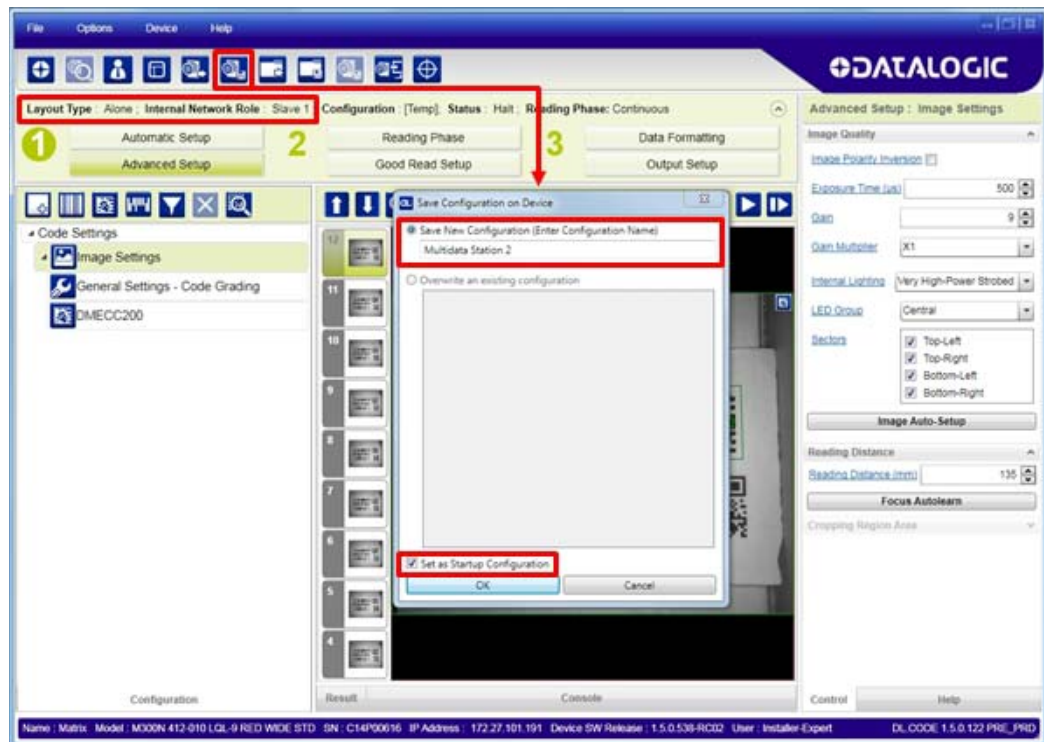 File Options Device Help
DATALOGIC
Layout Type : Alone ; Internal Network Role : Slave 1 Configuration : [Temp]; Status : Halt ; Reading Phase: Continuous
Advanced Setup : Image Settings
1 Automatic Setup 2 Reading Phase 3 Data Formatting
Advanced Setup Good Read Setup Output Setup
Image Quality
Image Polarity Inversion
Exposure Time (us) 500
Gain 9
Gain Multiplier X1
Internal Lighting Very High-Power Strobed
LED Group Central
Sectors Top-Left
Top-Right
Bottom-Left
Bottom-Right
Image Auto-Setup
Reading Distance
Reading Distance (mm) 135
Focus Autolearn
Cropping Region Area
Code Settings
Image Settings
General Settings - Code Grading
DMECC200
12
11
10
9
8
7
6
5
4
DL Save Configuration on Device
Save New Configuration (Enter Configuration Name)
Multidata Station 2
Overwrite an existing configuration
Set as Startup Configuration
OK Cancel
Configuration Result Console Control Help
Name : Matrix Model : M300N 412-010 LQL-9 RED WIDE STD SN : C14P00616 IP Address : 172.27.101.191 Device SW Release : 1.5.0.538-RC02 User : Installer-Expert DL.CODE 1.5.0.122 PRE_PRD